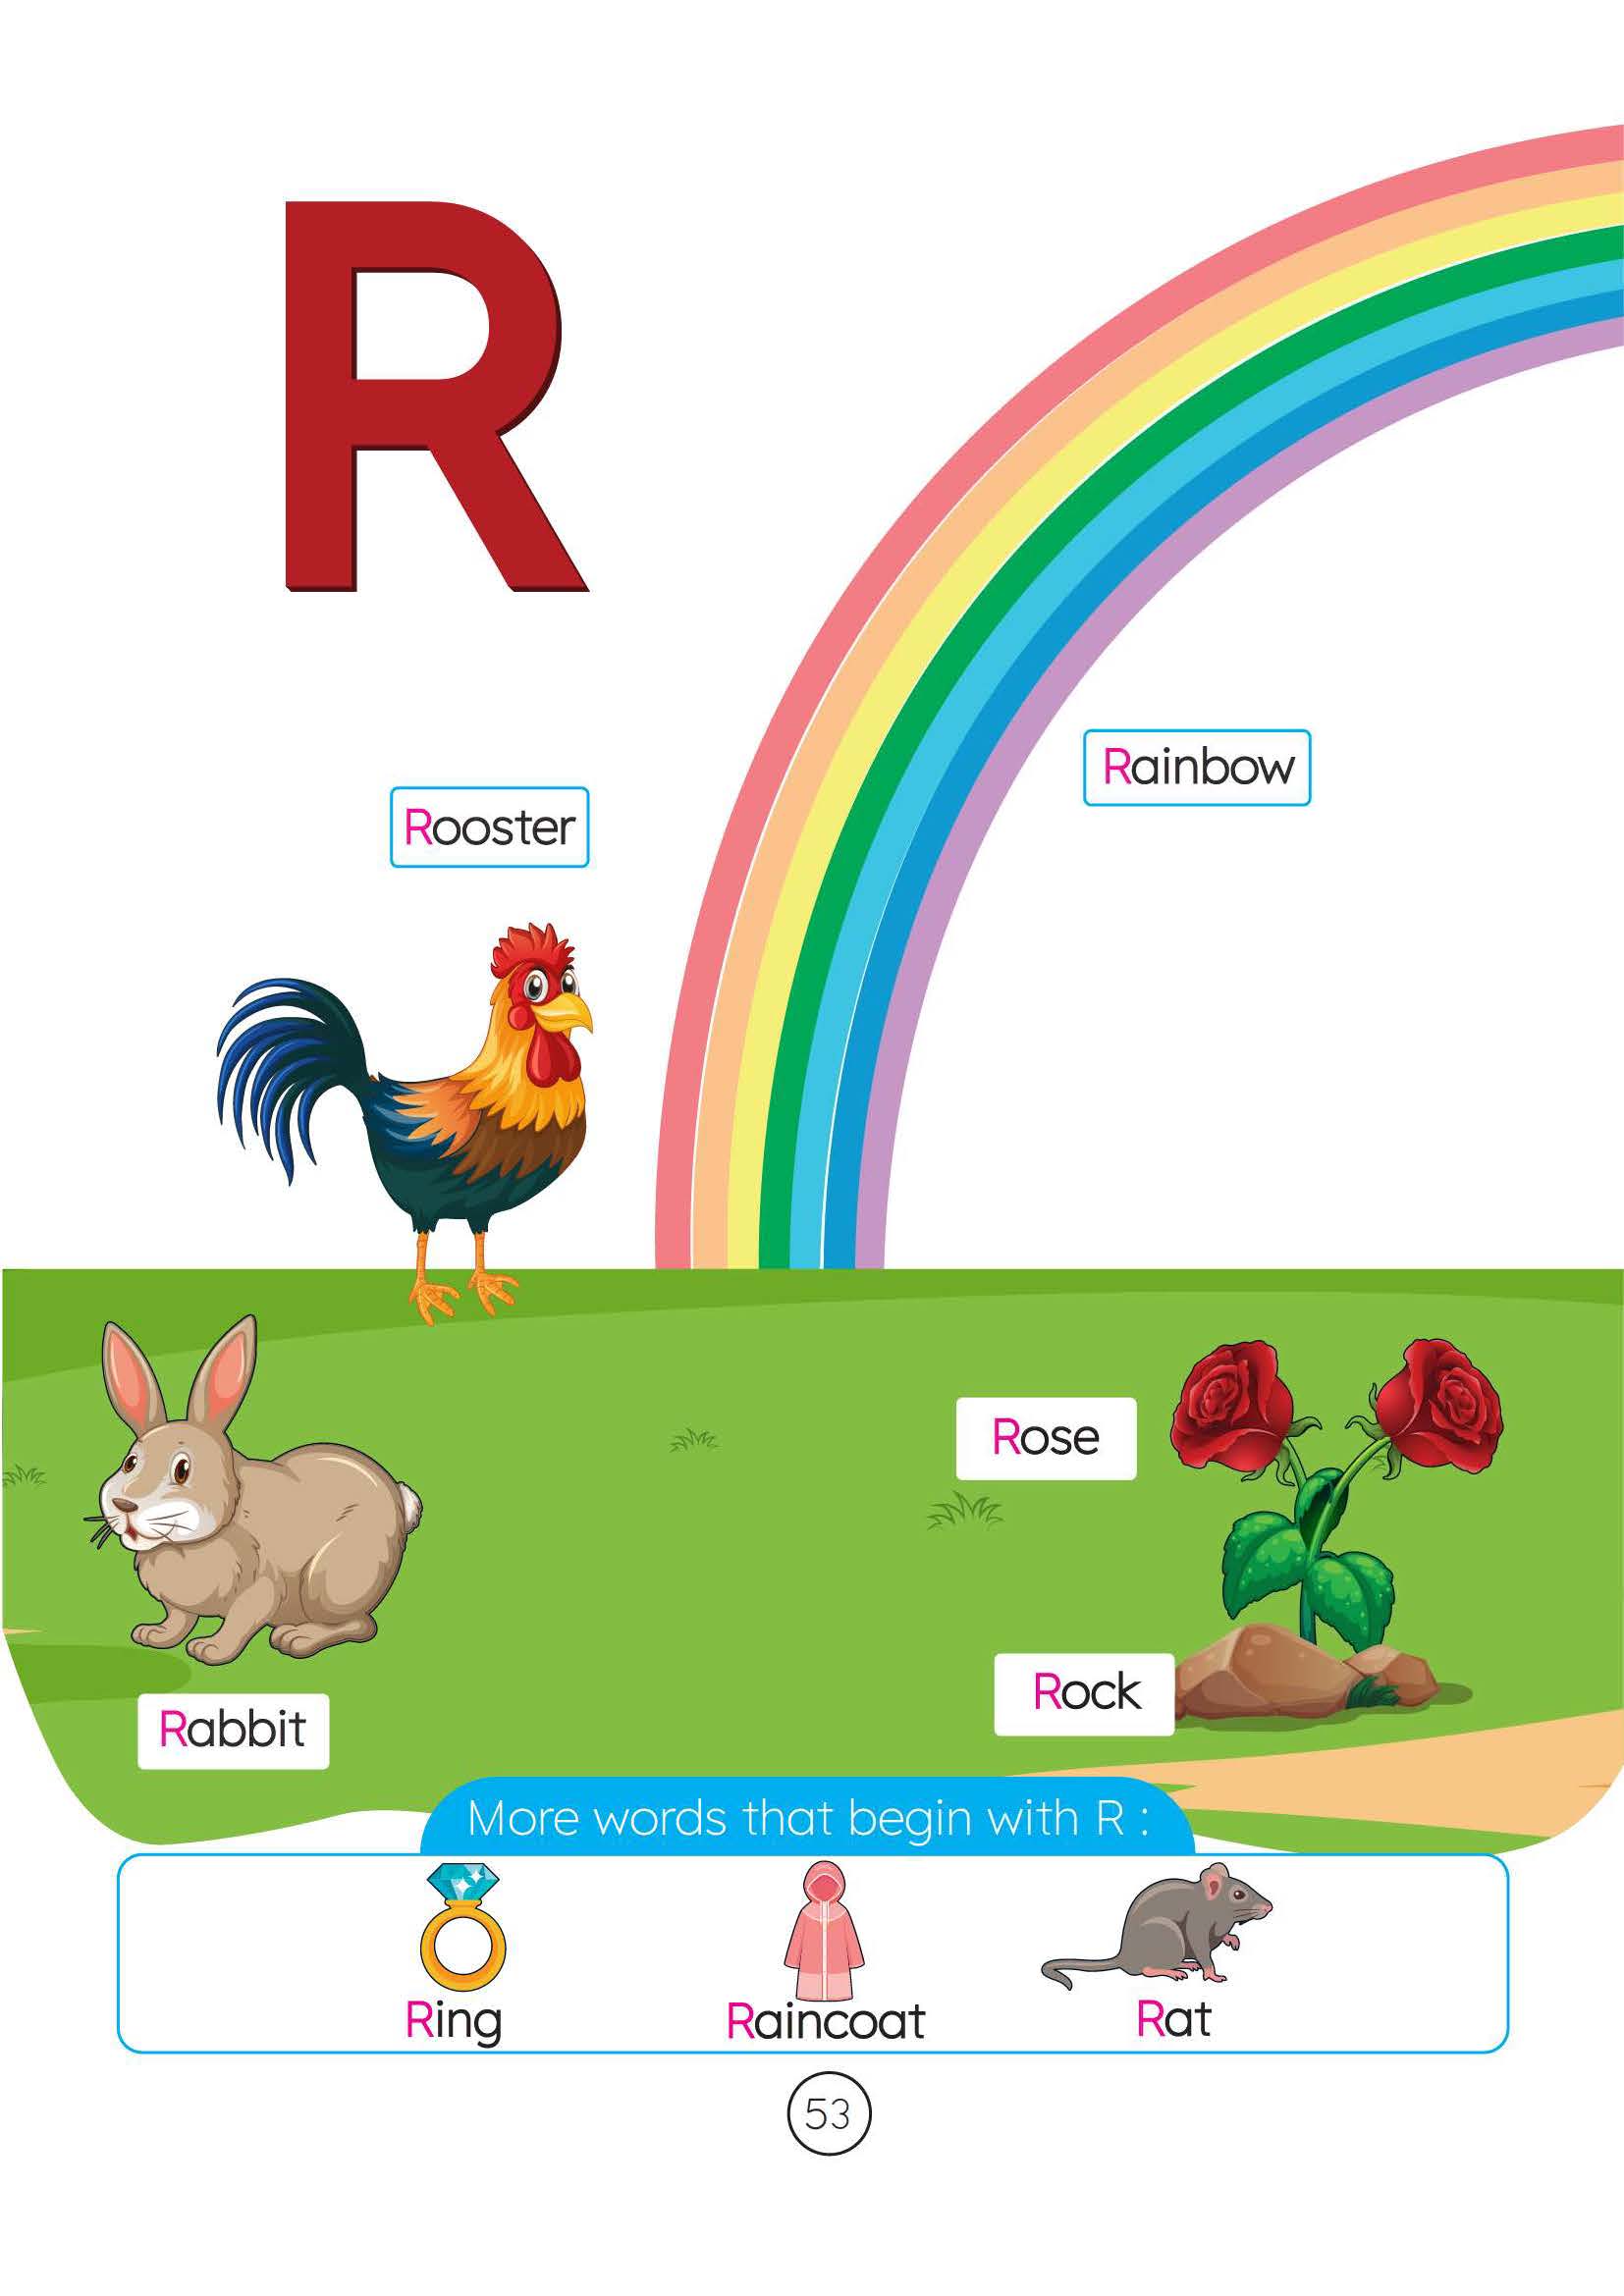 R
Rainbow
Rooster
Rose
Rock
Rabbit
More words that begin with R :
Ring
Raincoat
Rat
53